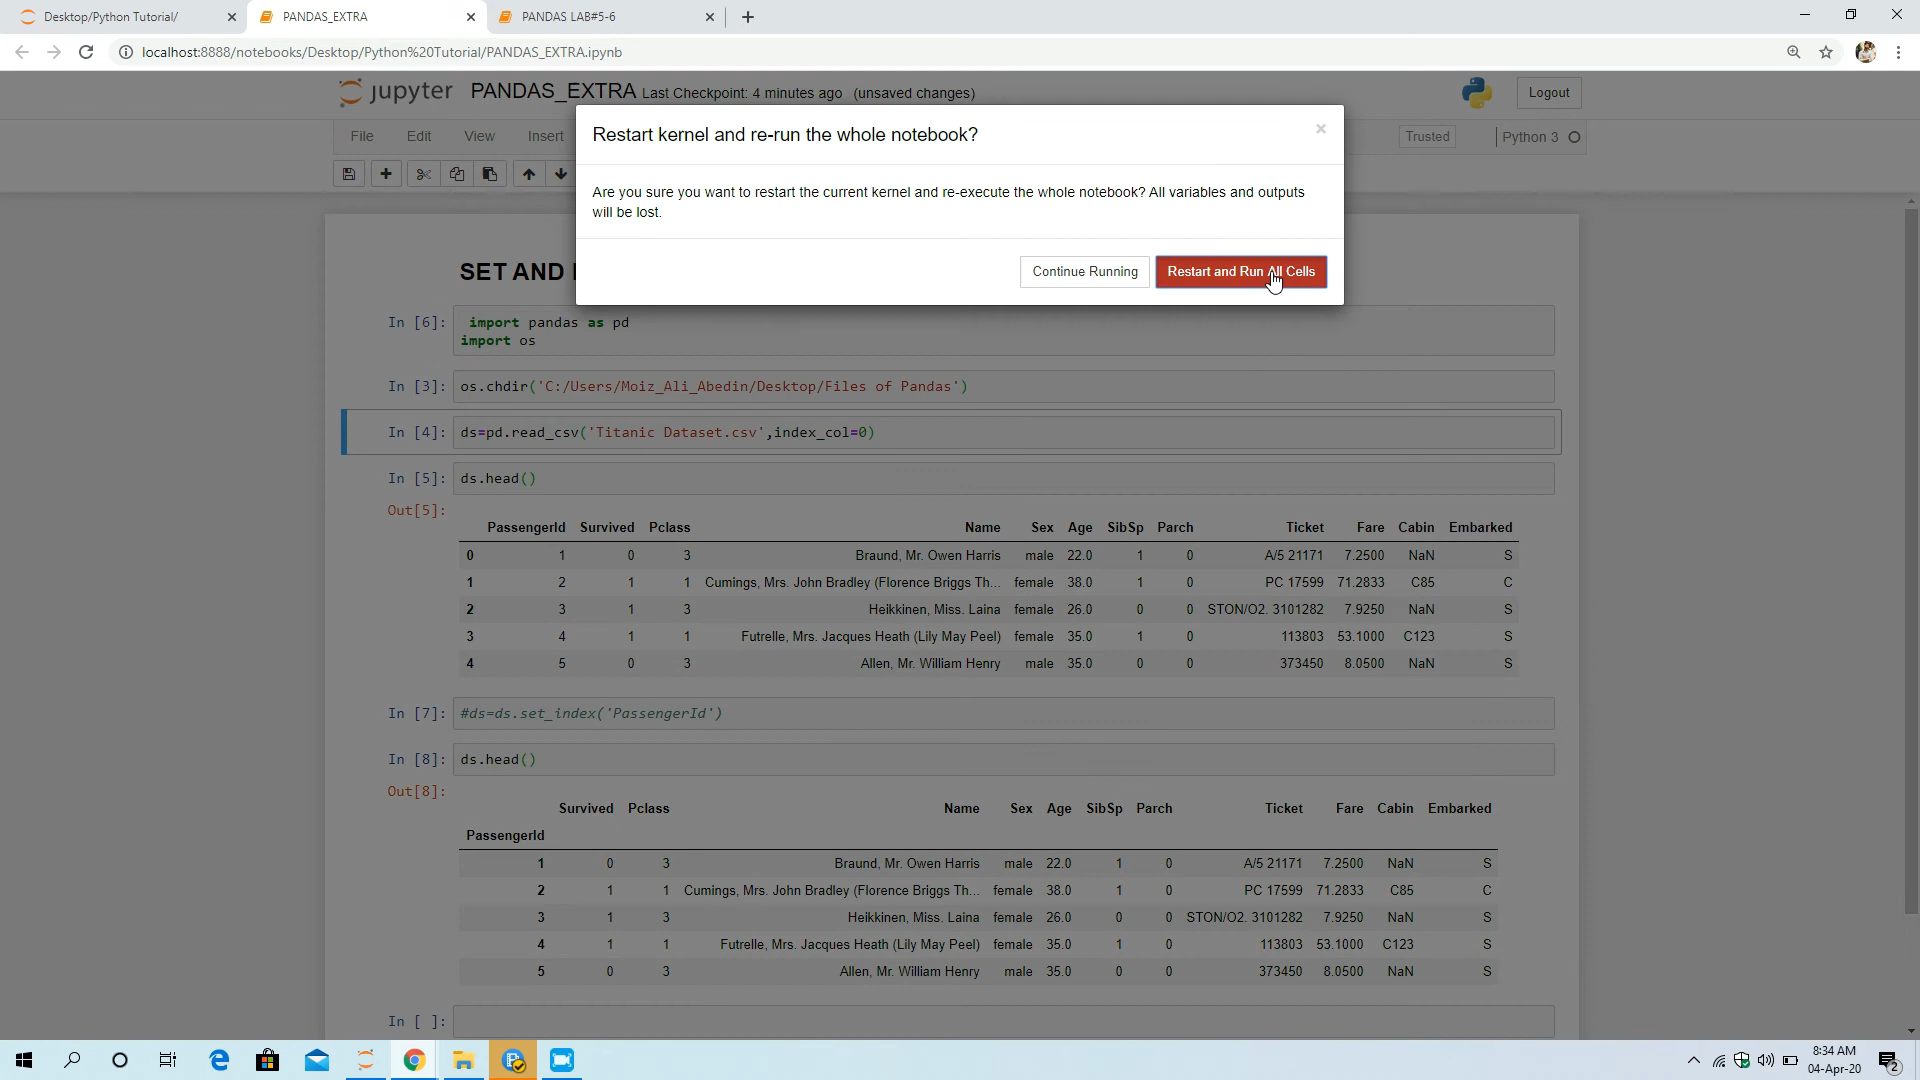 Desktop/Python Tutorial/
PANDAS_EXTRA
PANDAS LAB#5-6
localhost:8888/notebooks/Desktop/Python%20Tutorial/PANDAS_EXTRA.ipynb
jupyter PANDAS_EXTRA Last Checkpoint: 4 minutes ago (unsaved changes)
Logout
File Edit View Insert
Trusted
Python 3
Restart kernel and re-run the whole notebook?
×
Are you sure you want to restart the current kernel and re-execute the whole notebook? All variables and outputs
will be lost.
Continue Running
Restart and Run All Cells
SET AND
In [6]: import pandas as pd
import os
In [3]: os.chdir('C:/Users/Moiz_Ali_Abedin/Desktop/Files of Pandas')
In [4]: ds=pd.read_csv('Titanic Dataset.csv',index_col=0)
In [5]: ds.head()
Out[5]:
PassengerId Survived Pclass Name Sex Age SibSp Parch Ticket Fare Cabin Embarked
0 1 0 3 Braund, Mr. Owen Harris male 22.0 1 0 A/5 21171 7.2500 NaN S
1 2 1 1 Cumings, Mrs. John Bradley (Florence Briggs Th... female 38.0 1 0 PC 17599 71.2833 C85 C
2 3 1 3 Heikkinen, Miss. Laina female 26.0 0 0 STON/O2. 3101282 7.9250 NaN S
3 4 1 1 Futrelle, Mrs. Jacques Heath (Lily May Peel) female 35.0 1 0 113803 53.1000 C123 S
4 5 0 3 Allen, Mr. William Henry male 35.0 0 0 373450 8.0500 NaN S
In [7]: #ds=ds.set_index('PassengerId')
In [8]: ds.head()
Out[8]:
Survived Pclass Name Sex Age SibSp Parch Ticket Fare Cabin Embarked
PassengerId
1 0 3 Braund, Mr. Owen Harris male 22.0 1 0 A/5 21171 7.2500 NaN S
2 1 1 Cumings, Mrs. John Bradley (Florence Briggs Th... female 38.0 1 0 PC 17599 71.2833 C85 C
3 1 3 Heikkinen, Miss. Laina female 26.0 0 0 STON/O2. 3101282 7.9250 NaN S
4 1 1 Futrelle, Mrs. Jacques Heath (Lily May Peel) female 35.0 1 0 113803 53.1000 C123 S
5 0 3 Allen, Mr. William Henry male 35.0 0 0 373450 8.0500 NaN S
In [ ]:
8:34 AM
04-Apr-20
2